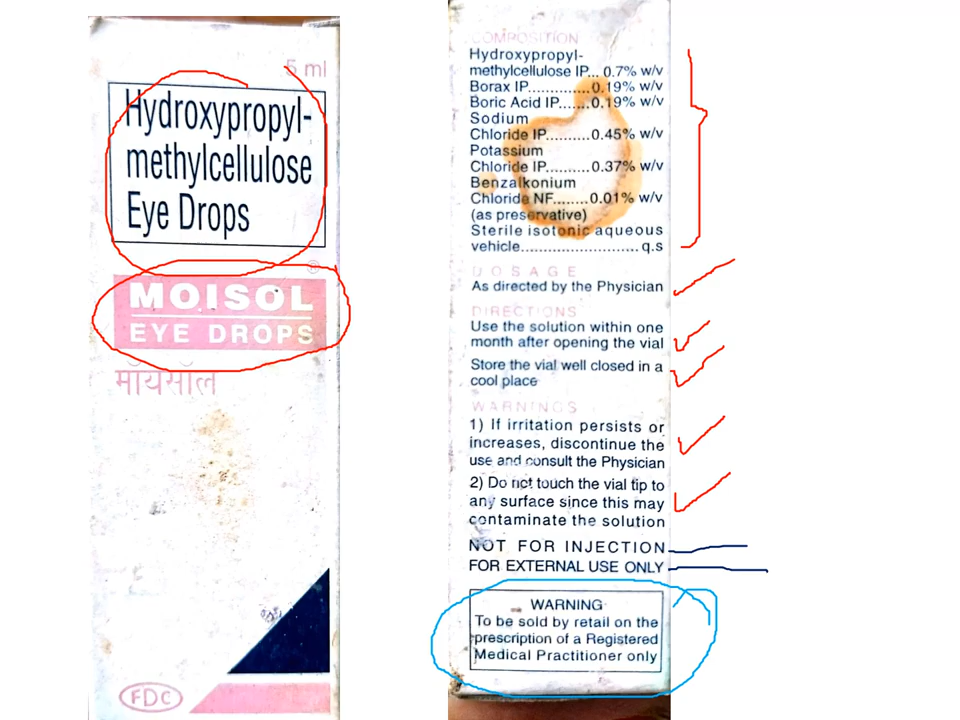 5 ml
Hydroxypropyl-
methylcellulose
Eye Drops
®
MOISOL
EYE DROPS
मॉयसॉल
FDC
COMPOSITION
Hydroxypropyl-
methylcellulose IP... 0.7% w/v
Borax IP.............0.19% w/v
Boric Acid IP.......0.19% w/v
Sodium
Chloride IP..........0.45% w/v
Potassium
Chloride IP..........0.37% w/v
Benzalkonium
Chloride NF........0.01% w/v
(as preservative)
Sterile isotonic aqueous
vehicle.......................... q.s
DOSAGE
As directed by the Physician
DIRECTIONS
Use the solution within one
month after opening the vial
Store the vial well closed in a
cool place
WARNINGS
1) If irritation persists or
increases, discontinue the
use and consult the Physician
2) Do not touch the vial tip to
any surface since this may
contaminate the solution
NOT FOR INJECTION
FOR EXTERNAL USE ONLY
WARNING
To be sold by retail on the
prescription of a Registered
Medical Practitioner only